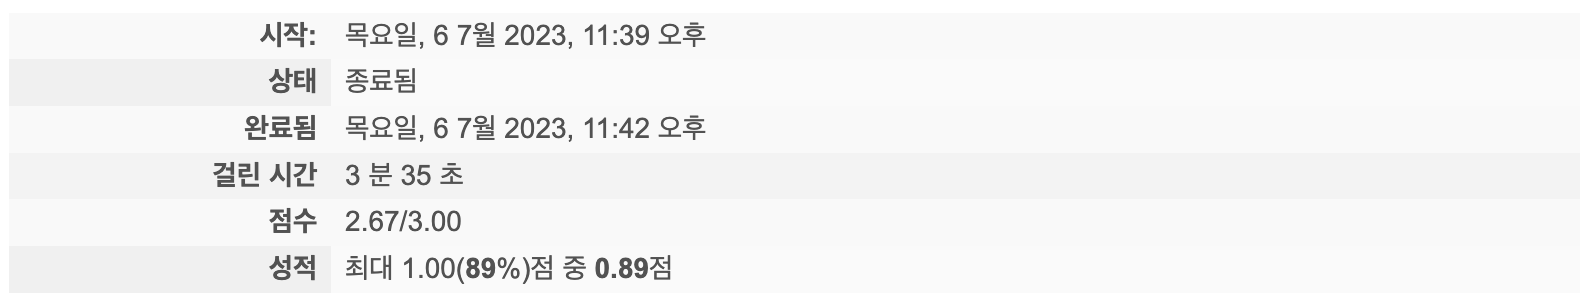 시작: 목요일, 6 7월 2023, 11:39 오후
상태 종료됨
완료됨 목요일, 6 7월 2023, 11:42 오후
걸린 시간 3 분 35 초
점수 2.67/3.00
성적 최대 1.00(89%)점 중 0.89점